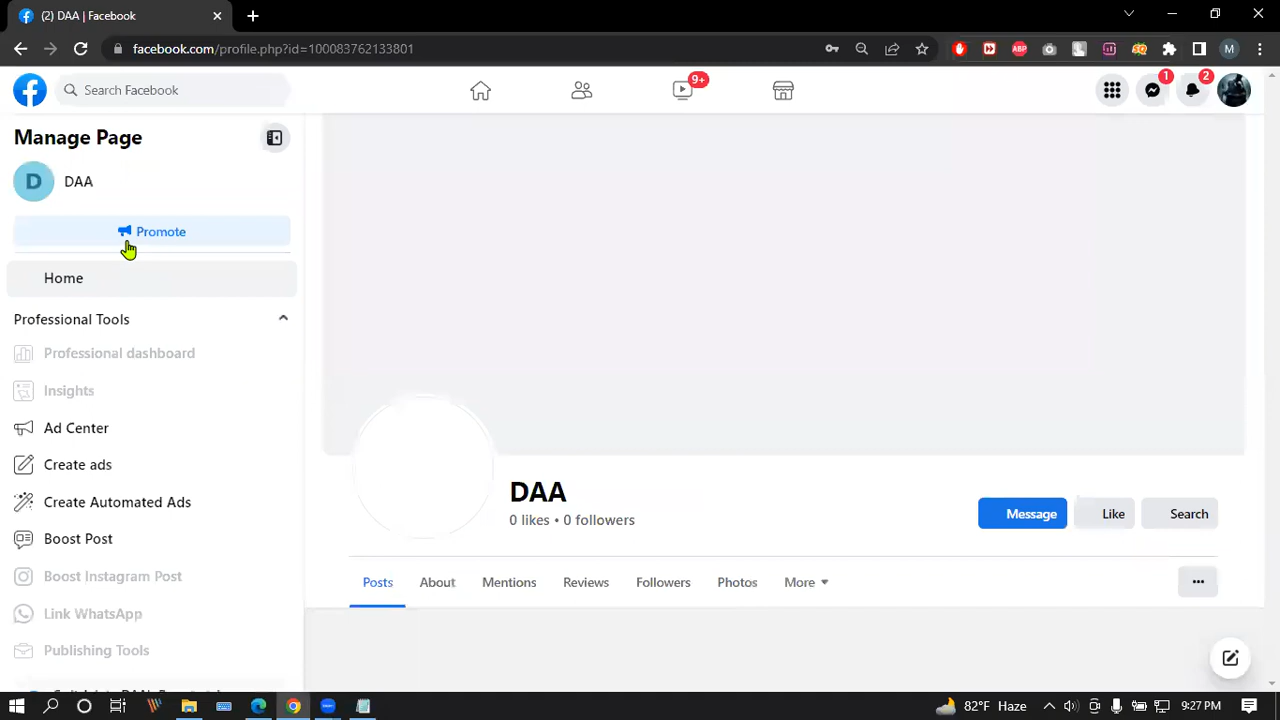 (2) DAA | Facebook
facebook.com/profile.php?id=100083762133801
ABP
M
Search Facebook
9+
1
2
Manage Page
D
DAA
Promote
Home
Professional Tools
Professional dashboard
Insights
Ad Center
Create ads
Create Automated Ads
Boost Post
Boost Instagram Post
Link WhatsApp
Publishing Tools
DAA
0 likes • 0 followers
Message
Like
Search
Posts
About
Mentions
Reviews
Followers
Photos
More
82°F Haze
9:27 PM